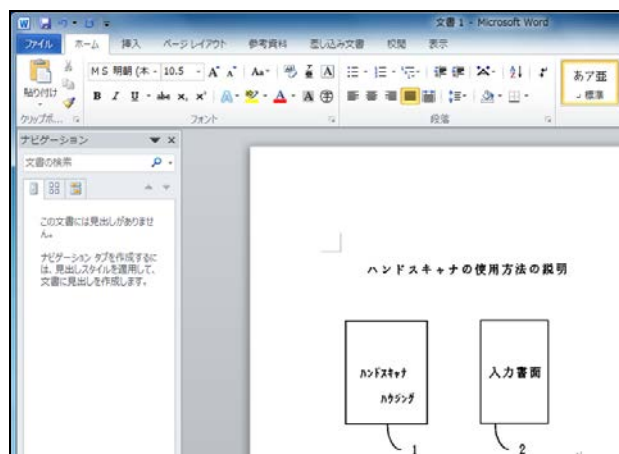 文書 1 - Microsoft Word
ファイル ホーム 挿入 ページ レイアウト 参考資料 差し込み文書 校閲 表示
MS 明朝 (本 10.5 A A Aa A
あア亜
貼り付け B I U abc x, x² A A A 字
標準
クリップボ... フォント 段落
ナビゲーション
文書の検索
この文書には見出しがありませ
ん。
ナビゲーション タブを作成するに
は、見出しスタイルを適用して、
文書に見出しを作成します。
ハンドスキャナの使用方法の説明
ハンドスキャナ
ハウジング
入力書面
1 2